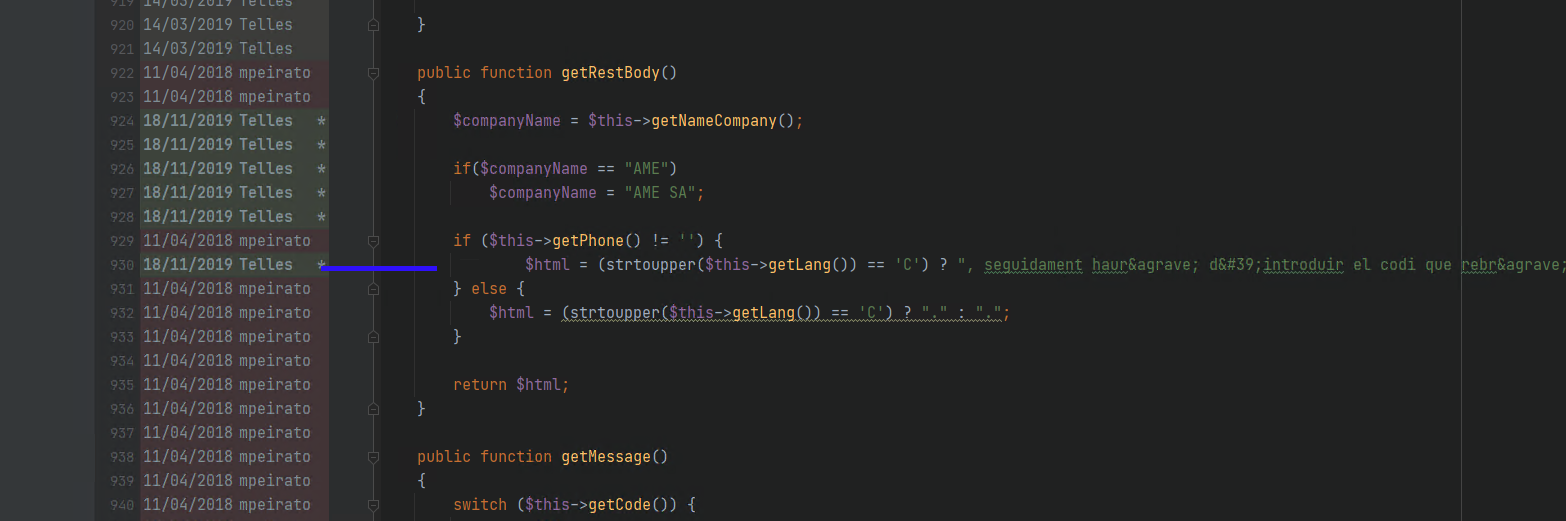 919 14/03/2019 Telles
920 14/03/2019 Telles }
921 14/03/2019 Telles
922 11/04/2018 mpeirato public function getRestBody()
923 11/04/2018 mpeirato {
924 18/11/2019 Telles * $companyName = $this->getNameCompany();
925 18/11/2019 Telles *
926 18/11/2019 Telles * if($companyName == "AME")
927 18/11/2019 Telles * $companyName = "AME SA";
928 18/11/2019 Telles *
929 11/04/2018 mpeirato if ($this->getPhone() != '') {
930 18/11/2019 Telles * $html = (strtoupper($this->getLang()) == 'C') ? ", seguidament haur&agrave; d&#39;introduir el codi que rebr&agrave;
931 11/04/2018 mpeirato } else {
932 11/04/2018 mpeirato $html = (strtoupper($this->getLang()) == 'C') ? "." : ".";
933 11/04/2018 mpeirato }
934 11/04/2018 mpeirato
935 11/04/2018 mpeirato return $html;
936 11/04/2018 mpeirato }
937 11/04/2018 mpeirato
938 11/04/2018 mpeirato public function getMessage()
939 11/04/2018 mpeirato {
940 11/04/2018 mpeirato switch ($this->getCode()) {